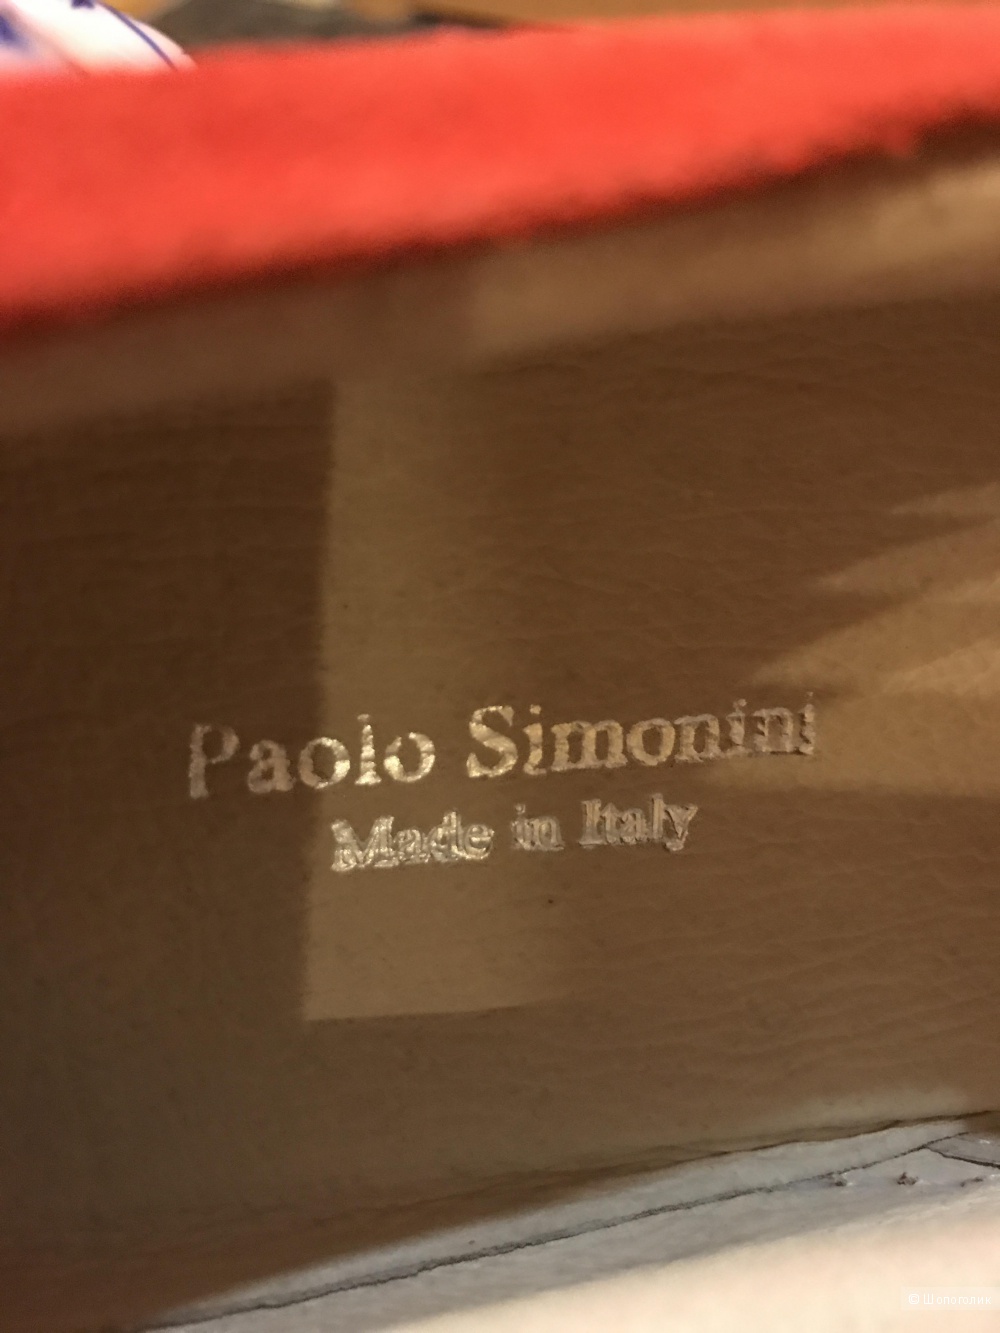 Paolo Simonini
Made in Italy
© Шопоголик